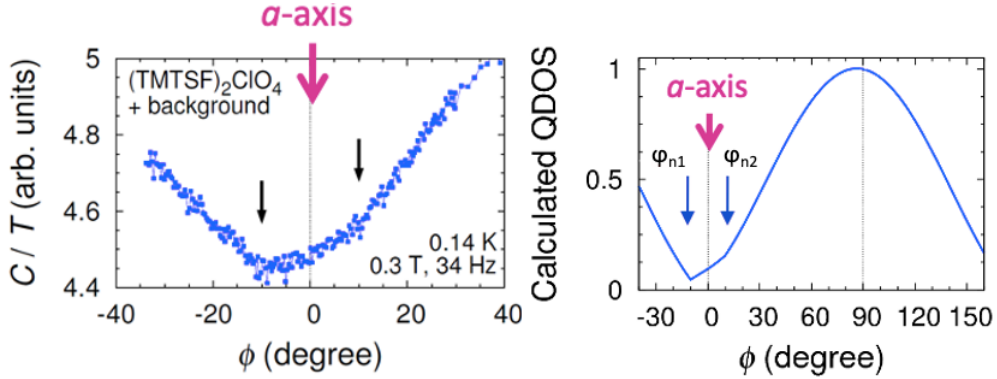 a-axis
5
4.8
4.6
4.4
C / T (arb. units)
(TMTSF)₂ClO₄
+ background
0.14 K
0.3 T, 34 Hz
-40
-20
0
20
40
ϕ (degree)
1
0.5
0
Calculated QDOS
a-axis
φn1
φn2
-30
0
30
60
90
120
150
ϕ (degree)